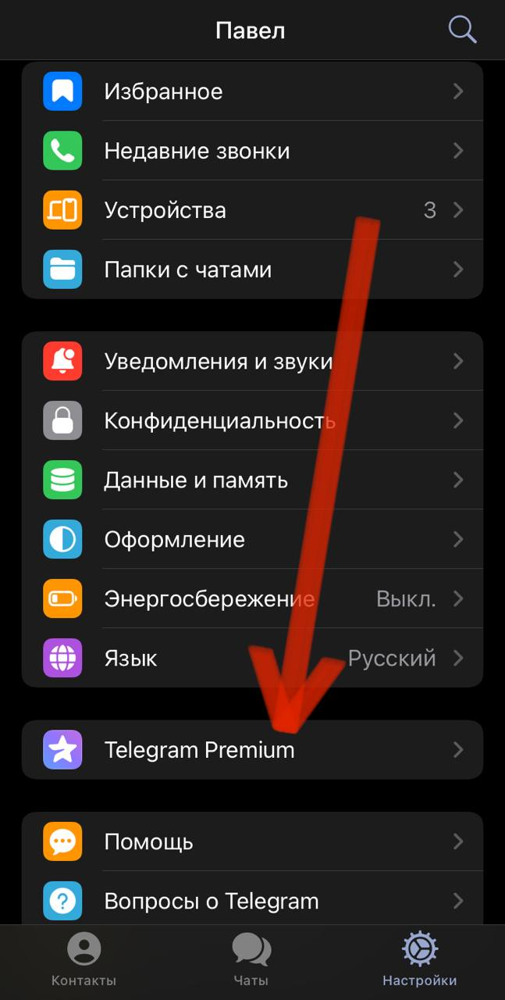 Павел
Избранное
Недавние звонки
Устройства 3
Папки с чатами
Уведомления и звуки
Конфиденциальность
Данные и память
Оформление
Энергосбережение Выкл.
Язык Русский
Telegram Premium
Помощь
Вопросы о Telegram
Контакты Чаты Настройки